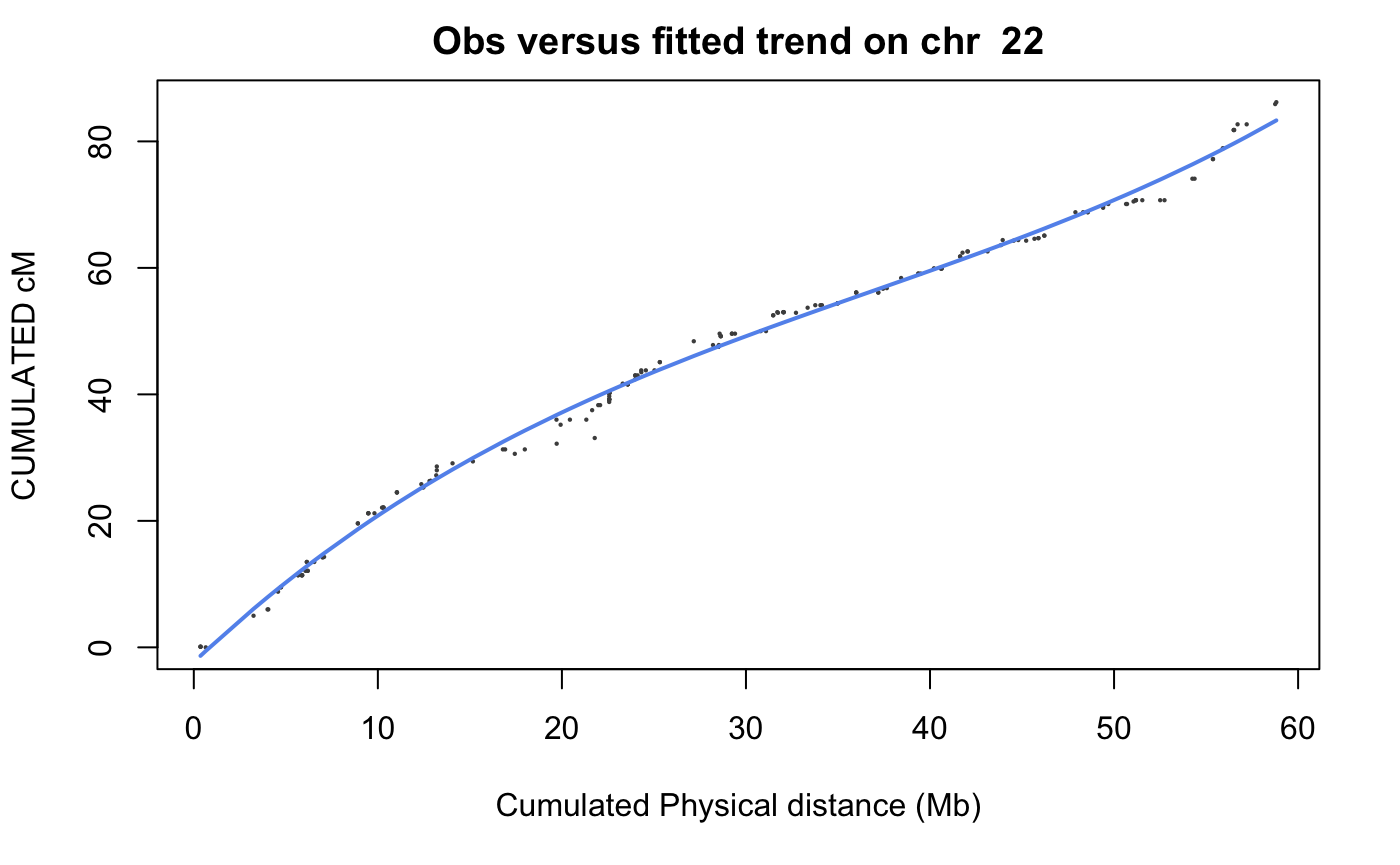 Obs versus fitted trend on chr  22
CUMULATED cM
80
60
40
20
0
0 10 20 30 40 50 60
Cumulated Physical distance (Mb)